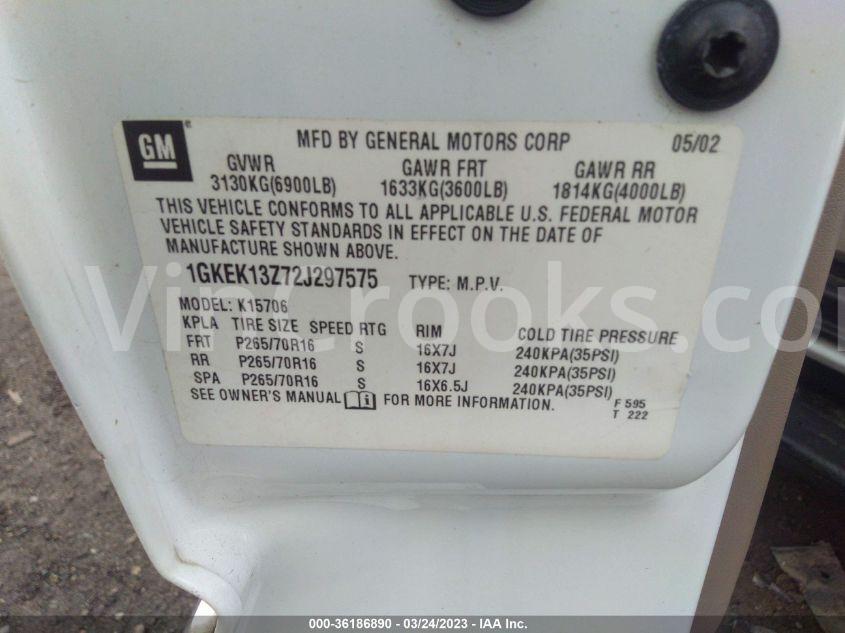 GM
MFD BY GENERAL MOTORS CORP 05/02
GVWR GAWR FRT GAWR RR
3130KG(6900LB) 1633KG(3600LB) 1814KG(4000LB)
THIS VEHICLE CONFORMS TO ALL APPLICABLE U.S. FEDERAL MOTOR
VEHICLE SAFETY STANDARDS IN EFFECT ON THE DATE OF
MANUFACTURE SHOWN ABOVE.
1GKEK13Z72J297575 TYPE: M.P.V.
MODEL: K15706
KPLA TIRE SIZE SPEED RTG RIM COLD TIRE PRESSURE
FRT P265/70R16 S 16X7J 240KPA(35PSI)
RR P265/70R16 S 16X7J 240KPA(35PSI)
SPA P265/70R16 S 16X6.5J 240KPA(35PSI)
SEE OWNER'S MANUAL FOR MORE INFORMATION.
F 595
T 222
VinCrooks.com
000-36186890 - 03/24/2023 - IAA Inc.